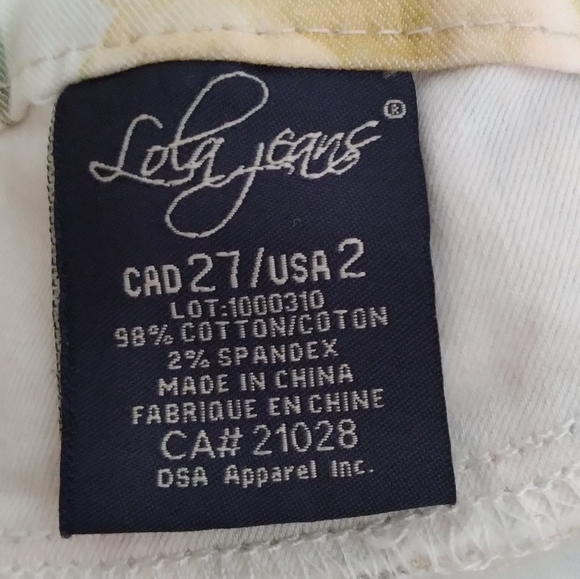 Lola Jeans®
CAD 27/USA 2
LOT:1000310
98% COTTON/COTON
2% SPANDEX
MADE IN CHINA
FABRIQUE EN CHINE
CA# 21028
DSA Apparel Inc.